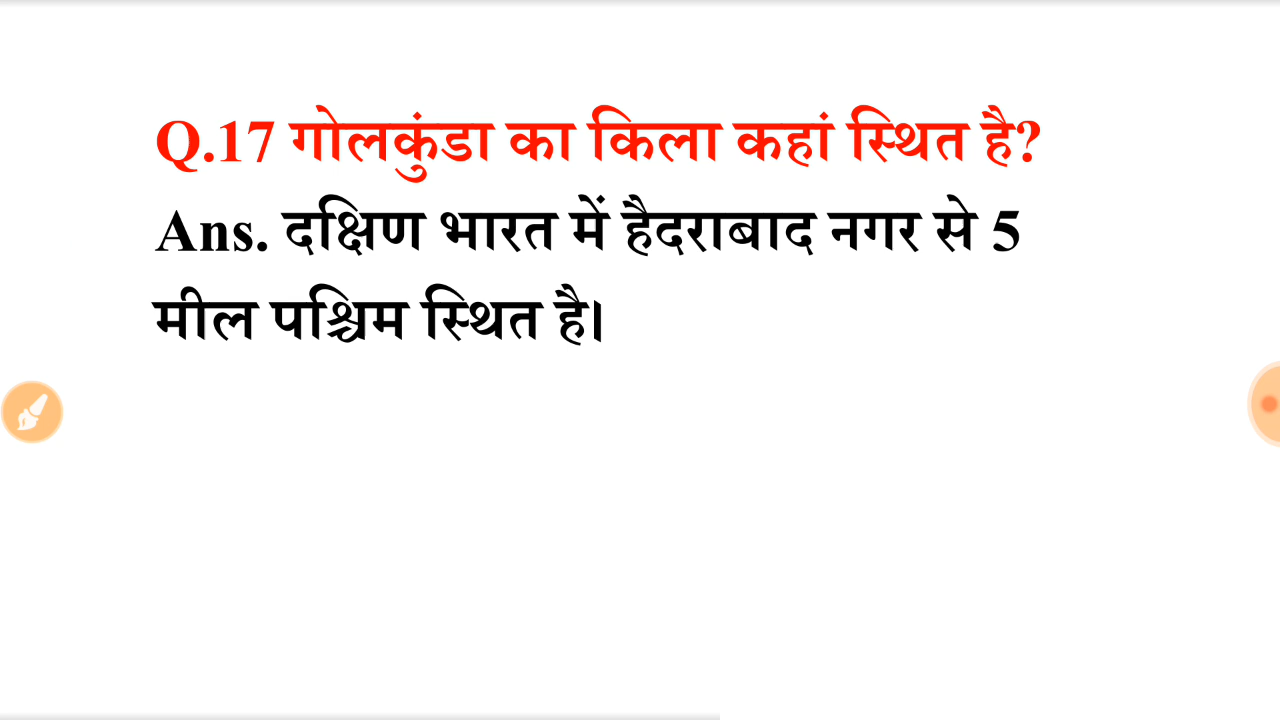 Q.17 गोलकुंडा का किला कहां स्थित है?
Ans. दक्षिण भारत में हैदराबाद नगर से 5
मील पश्चिम स्थित है।